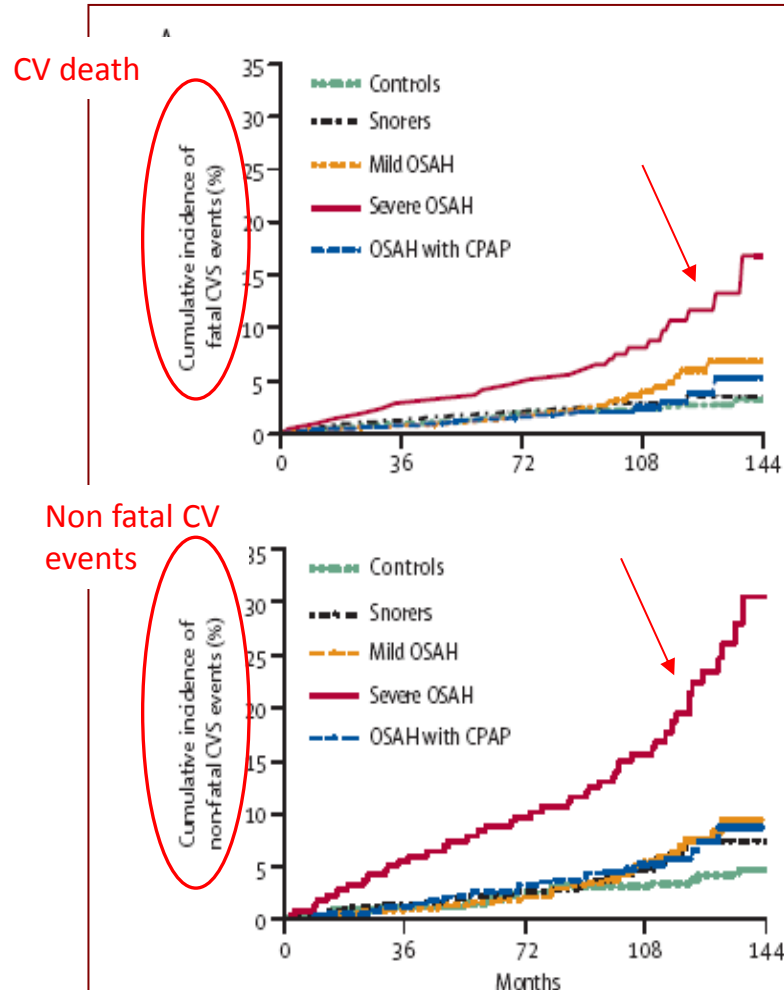 CV death
35
30
25
20
15
10
5
0
Cumulative incidence of
fatal CVS events (%)
Controls
Snorers
Mild OSAH
Severe OSAH
OSAH with CPAP
0 36 72 108 144
Non fatal CV
events
35
30
25
20
15
10
5
0
Cumulative incidence of
non-fatal CVS events (%)
Controls
Snorers
Mild OSAH
Severe OSAH
OSAH with CPAP
0 36 72 108 144
Months